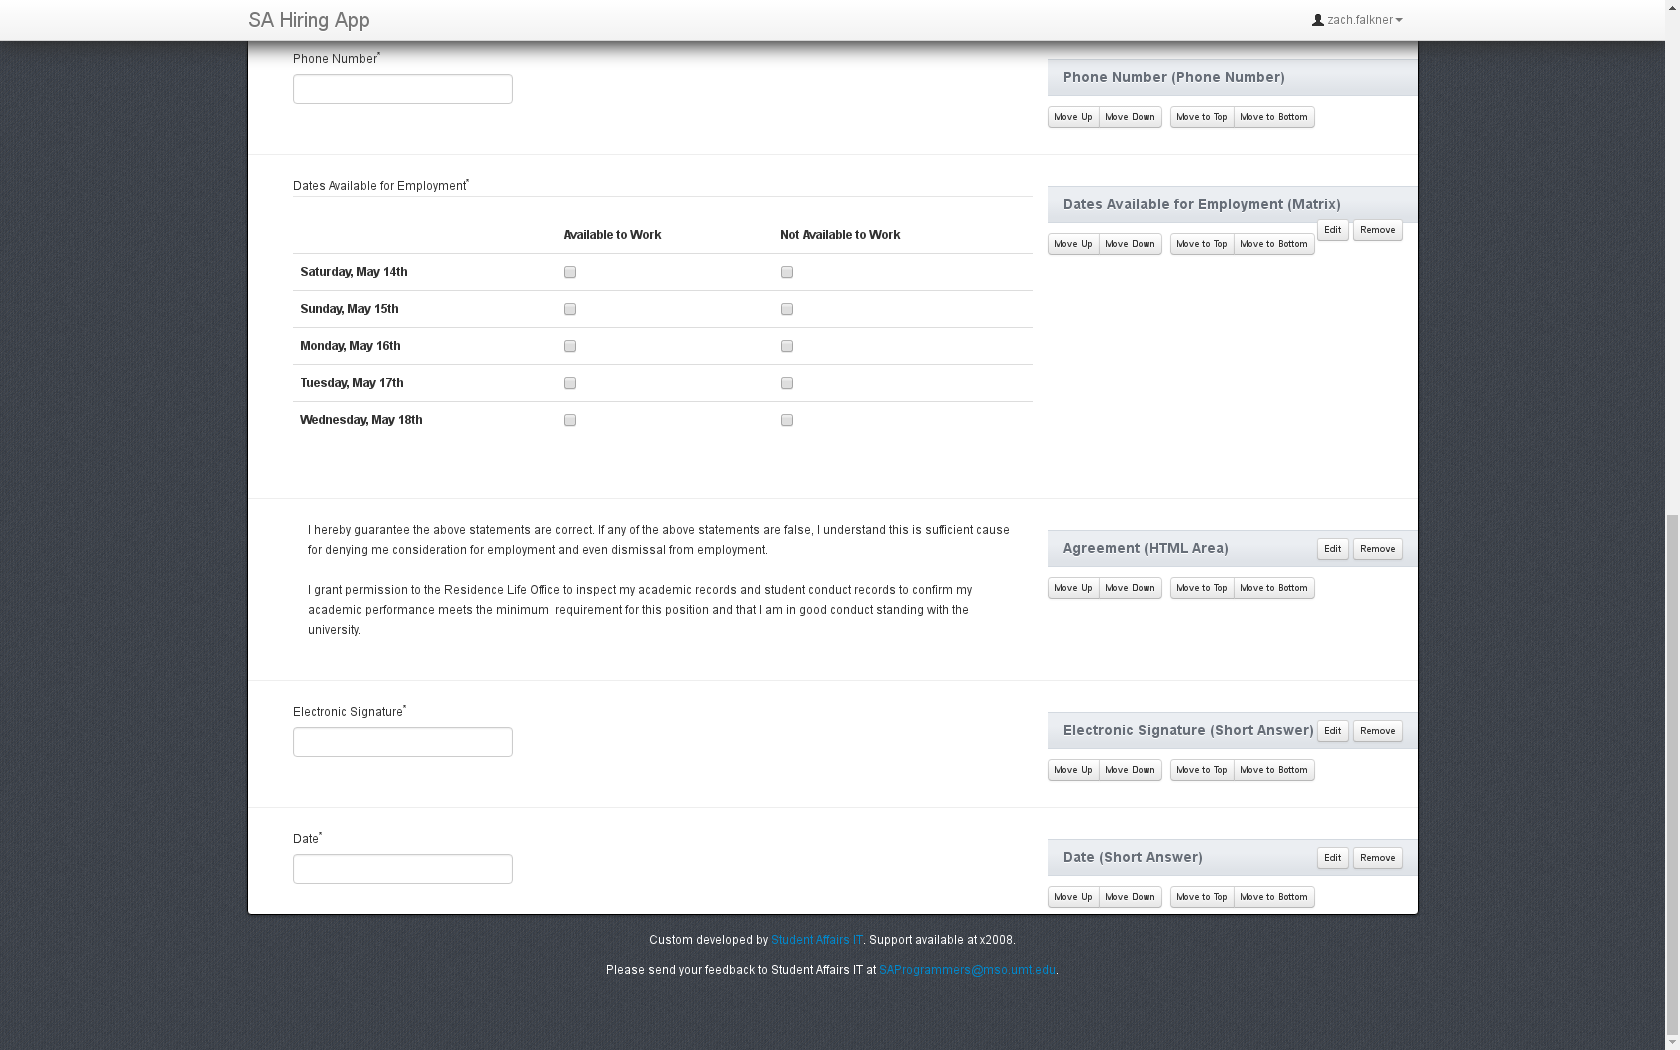 SA Hiring App
zach.falkner
Phone Number*
Phone Number (Phone Number)
Move Up Move Down Move to Top Move to Bottom
Dates Available for Employment*
Dates Available for Employment (Matrix)
Edit Remove
Move Up Move Down Move to Top Move to Bottom
Available to Work Not Available to Work
Saturday, May 14th
Sunday, May 15th
Monday, May 16th
Tuesday, May 17th
Wednesday, May 18th
I hereby guarantee the above statements are correct. If any of the above statements are false, I understand this is sufficient cause
for denying me consideration for employment and even dismissal from employment.
I grant permission to the Residence Life Office to inspect my academic records and student conduct records to confirm my
academic performance meets the minimum requirement for this position and that I am in good conduct standing with the
university.
Agreement (HTML Area) Edit Remove
Move Up Move Down Move to Top Move to Bottom
Electronic Signature*
Electronic Signature (Short Answer) Edit Remove
Move Up Move Down Move to Top Move to Bottom
Date*
Date (Short Answer) Edit Remove
Move Up Move Down Move to Top Move to Bottom
Custom developed by Student Affairs IT. Support available at x2008.
Please send your feedback to Student Affairs IT at SAProgrammers@mso.umt.edu.